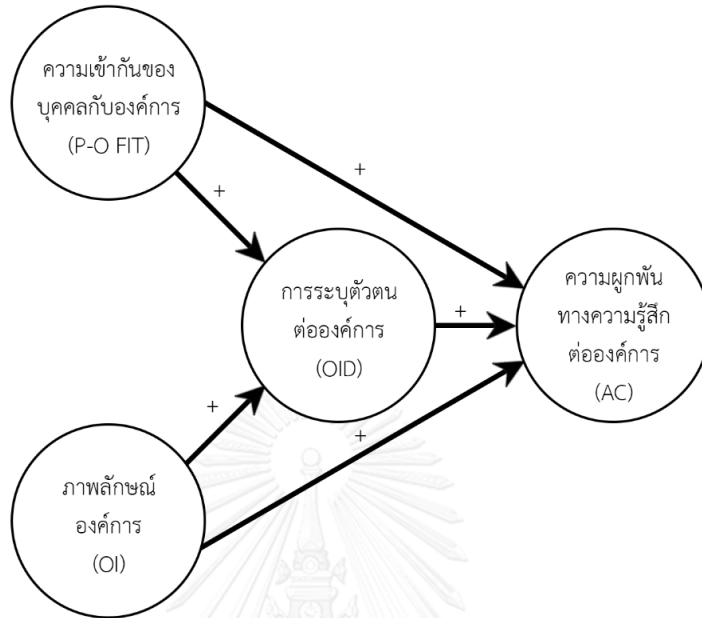 ความเข้ากันของ
บุคคลกับองค์การ
(P-O FIT)
+
+
การระบุตัวตน
ต่อองค์การ
(OID)
+
ความผูกพัน
ทางความรู้สึก
ต่อองค์การ
(AC)
+
+
ภาพลักษณ์
องค์การ
(OI)